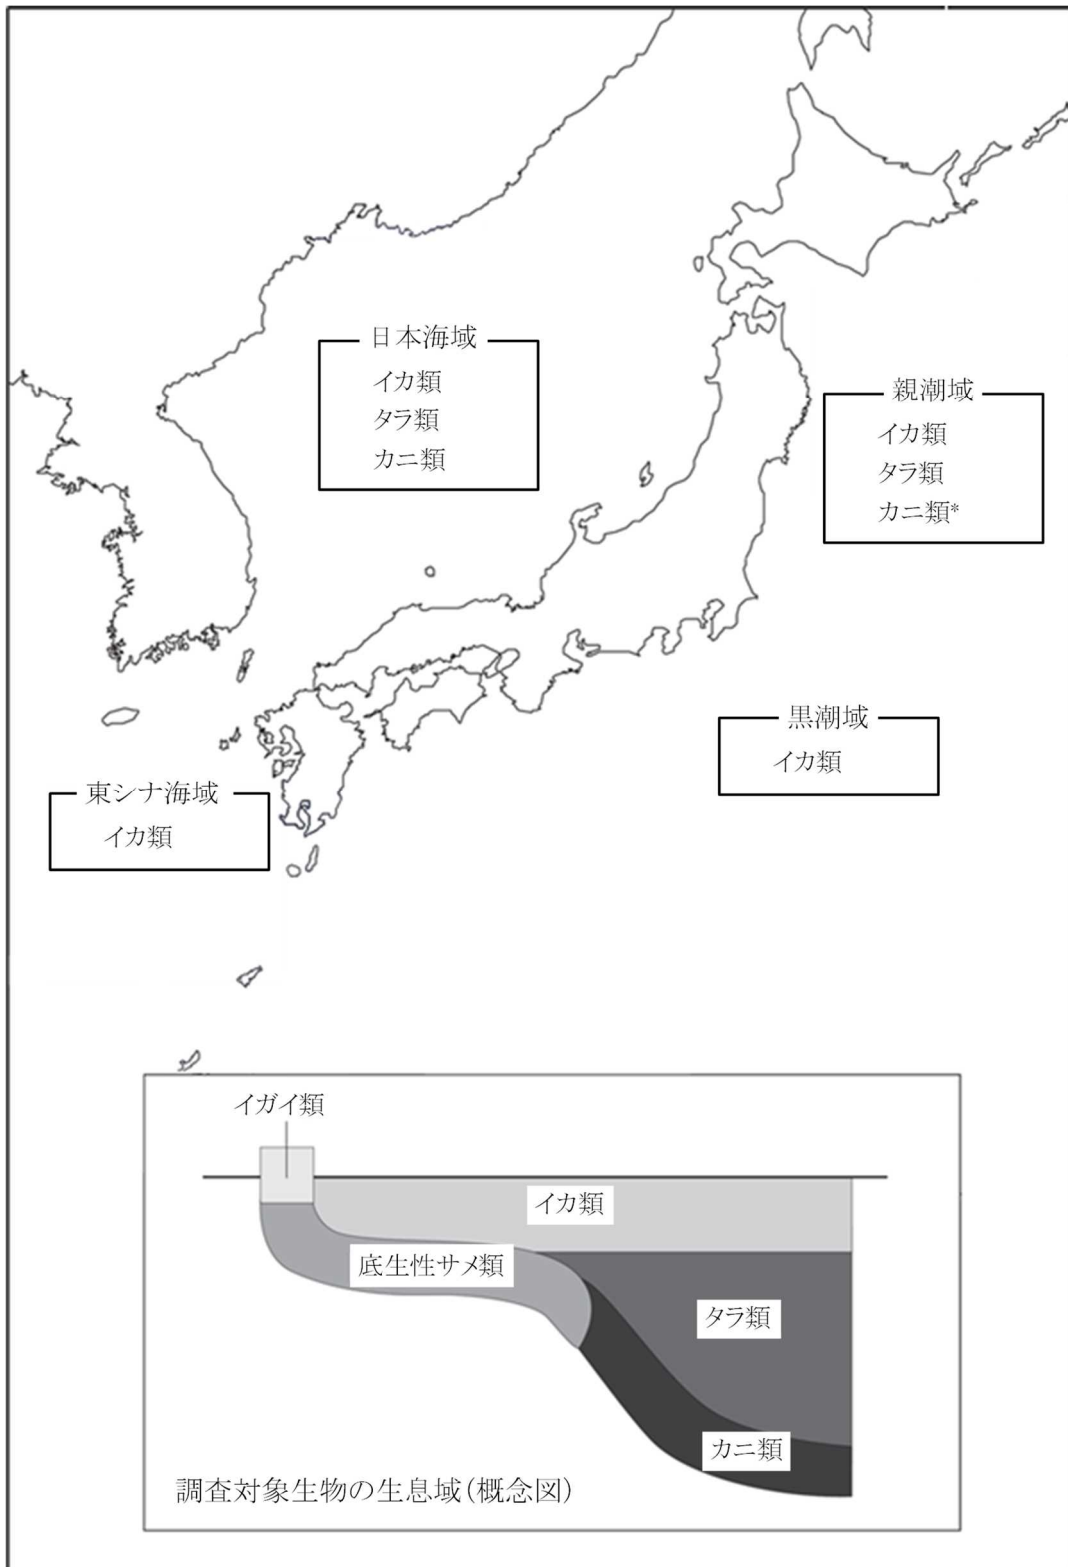 日本海域
イカ類
タラ類
カニ類
親潮域
イカ類
タラ類
カニ類*
黒潮域
イカ類
東シナ海域
イカ類
イガイ類
イカ類
底生性サメ類
タラ類
カニ類
調査対象生物の生息域(概念図)